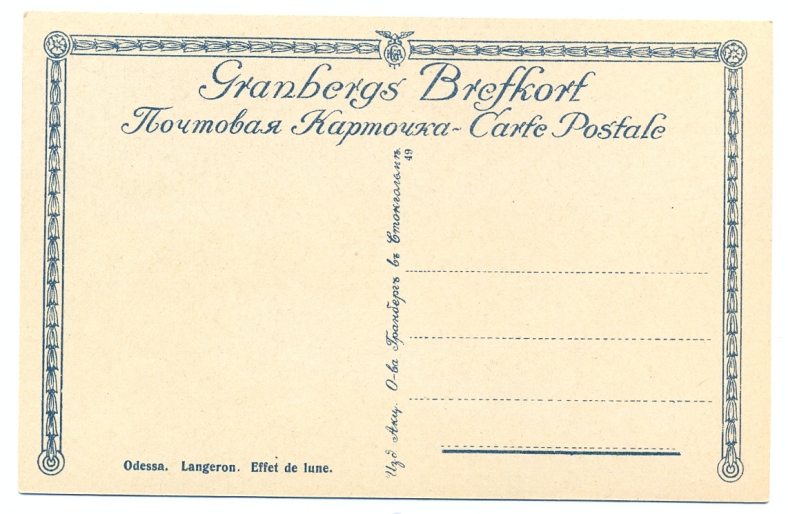 Granbergs Brefkort
Почтовая Карточка - Carte Postale
Изд Акц. О-ва Гранбергъ въ Стокгольмѣ
49
Odessa. Langeron. Effet de lune.